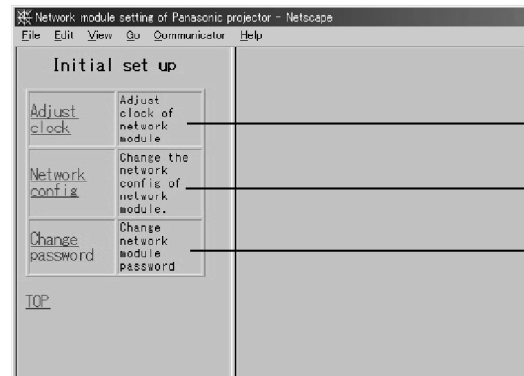 Network module setting of Panasonic projector - Netscape
File Edit View Go Communicator Help
Initial set up
Adjust
clock
Adjust
clock of
network
module
Network
config
Change the
network
config of
network
module.
Change
password
Change
network
module
password
TOP